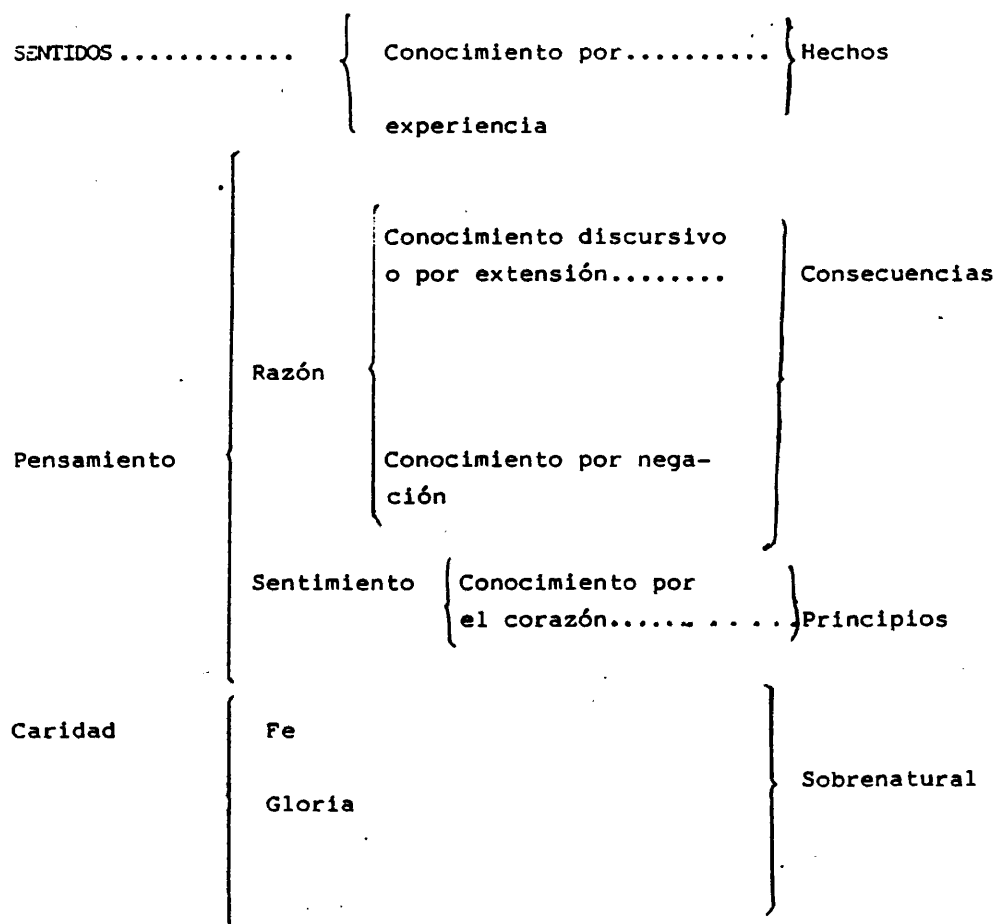 SENTIDOS ............ Conocimiento por.......... Hechos
experiencia
Conocimiento discursivo
o por extensión........ Consecuencias
Razón
Pensamiento Conocimiento por nega-
ción
Sentimiento Conocimiento por
el corazón...... . . . . . Principios
Caridad Fe
Sobrenatural
Gloria